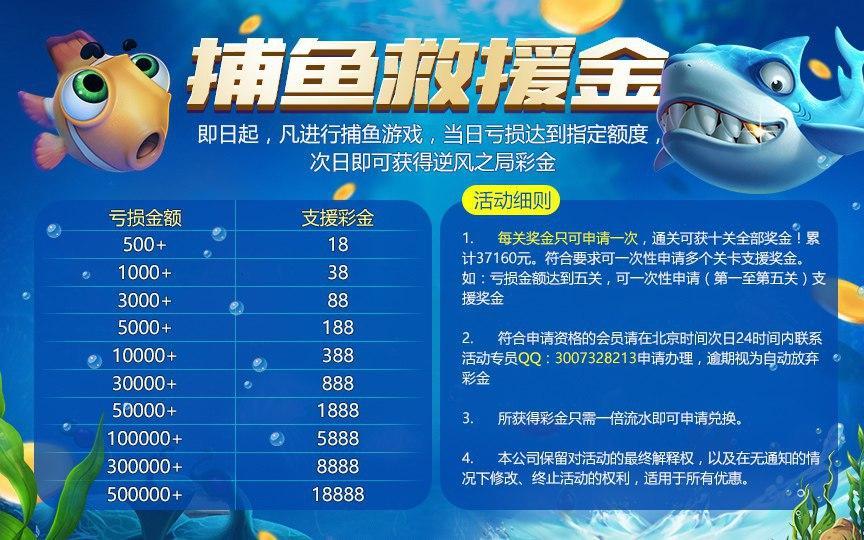 捕鱼救援金
即日起，凡进行捕鱼游戏，当日亏损达到指定额度，
次日即可获得逆风之局彩金
亏损金额 支援彩金
500+ 18
1000+ 38
3000+ 88
5000+ 188
10000+ 388
30000+ 888
50000+ 1888
100000+ 5888
300000+ 8888
500000+ 18888
活动细则
1. 每关奖金只可申请一次，通关可获十关全部奖金！累
计37160元。符合要求可一次性申请多个关卡支援奖金。
如：亏损金额达到五关，可一次性申请（第一至第五关）支
援奖金
2. 符合申请资格的会员请在北京时间次日24时间内联系
活动专员QQ：3007328213申请办理，逾期视为自动放弃
彩金
3. 所获得彩金只需一倍流水即可申请兑换。
4. 本公司保留对活动的最终解释权，以及在无通知的情
况下修改、终止活动的权利，适用于所有优惠。